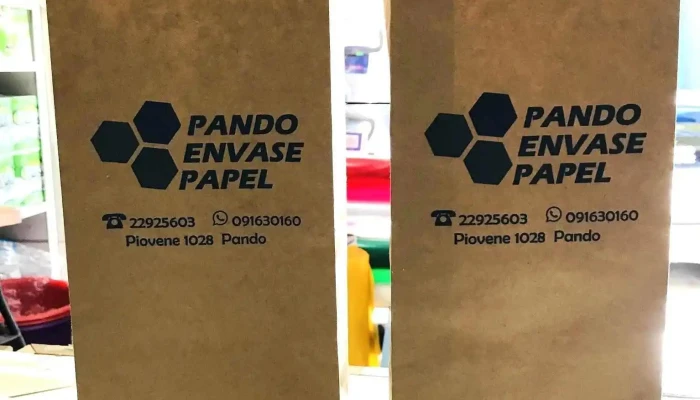 PANDO
ENVASE
PAPEL
22925603 091630160
Piovene 1028 Pando
PANDO
ENVASE
PAPEL
22925603 091630160
Piovene 1028 Pando